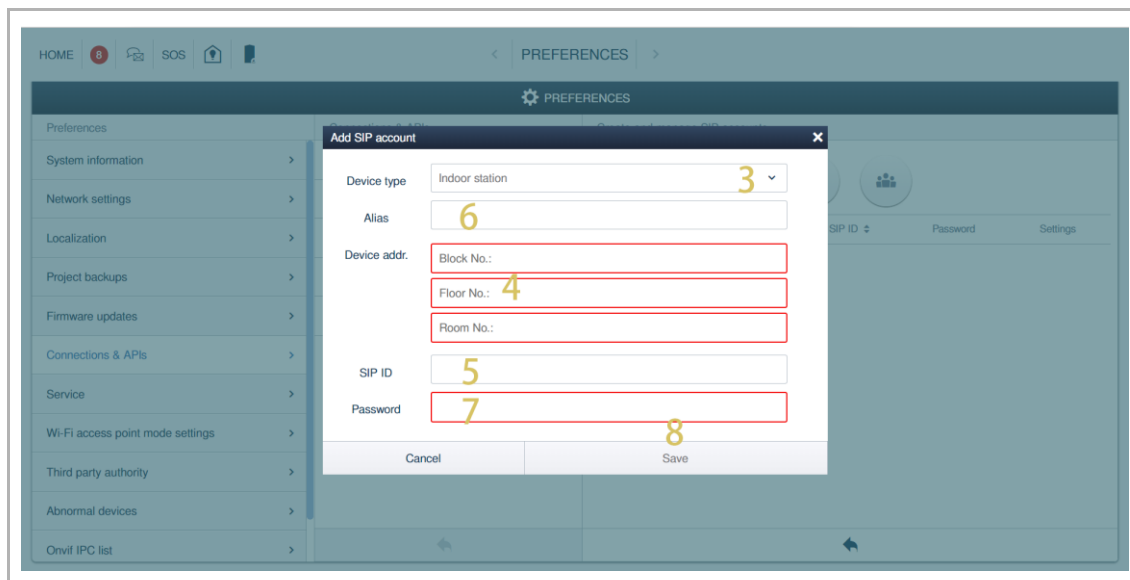 HOME 8 SOS < PREFERENCES >
PREFERENCES
Preferences
System information
Network settings
Localization
Project backups
Firmware updates
Connections & APIs
Service
Wi-Fi access point mode settings
Third party authority
Abnormal devices
Onvif IPC list
Add SIP account
Device type Indoor station 3
Alias 6
Device addr. Block No.:
Floor No.: 4
Room No.:
SIP ID 5
Password 7
8
Cancel Save
SIP ID Password Settings